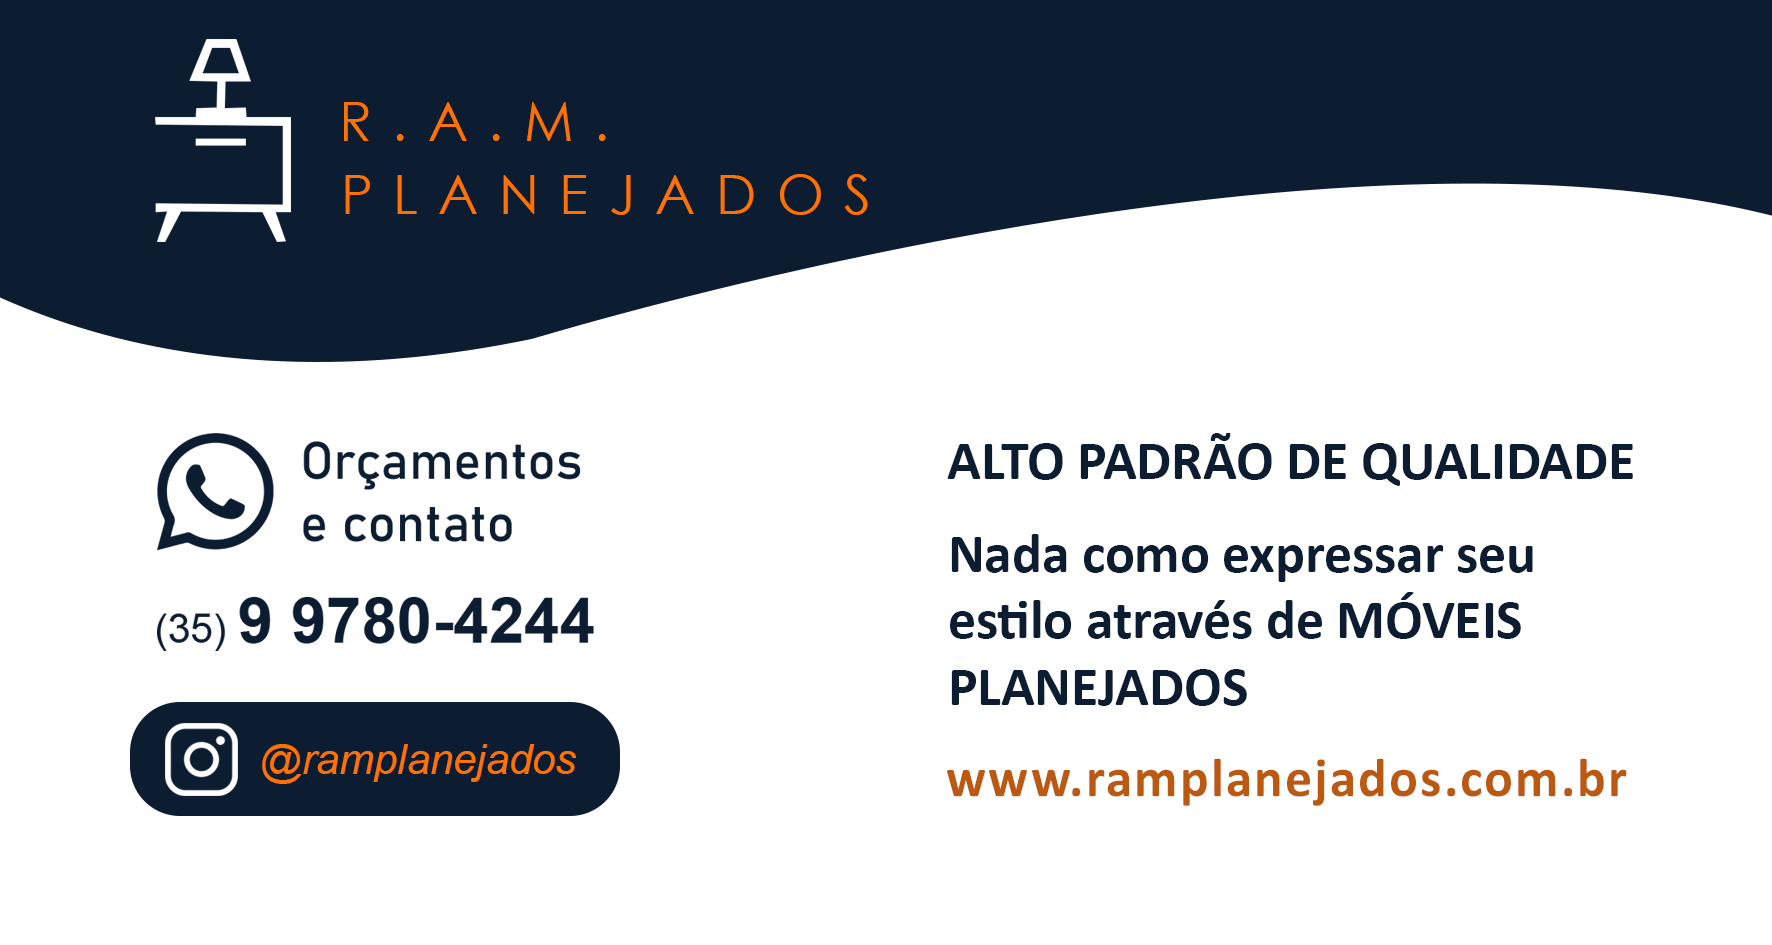 R.A.M.
PLANEJADOS
Orçamentos
e contato
(35) 9 9780-4244
@ramplanejados
ALTO PADRÃO DE QUALIDADE
Nada como expressar seu
estilo através de MÓVEIS
PLANEJADOS
www.ramplanejados.com.br